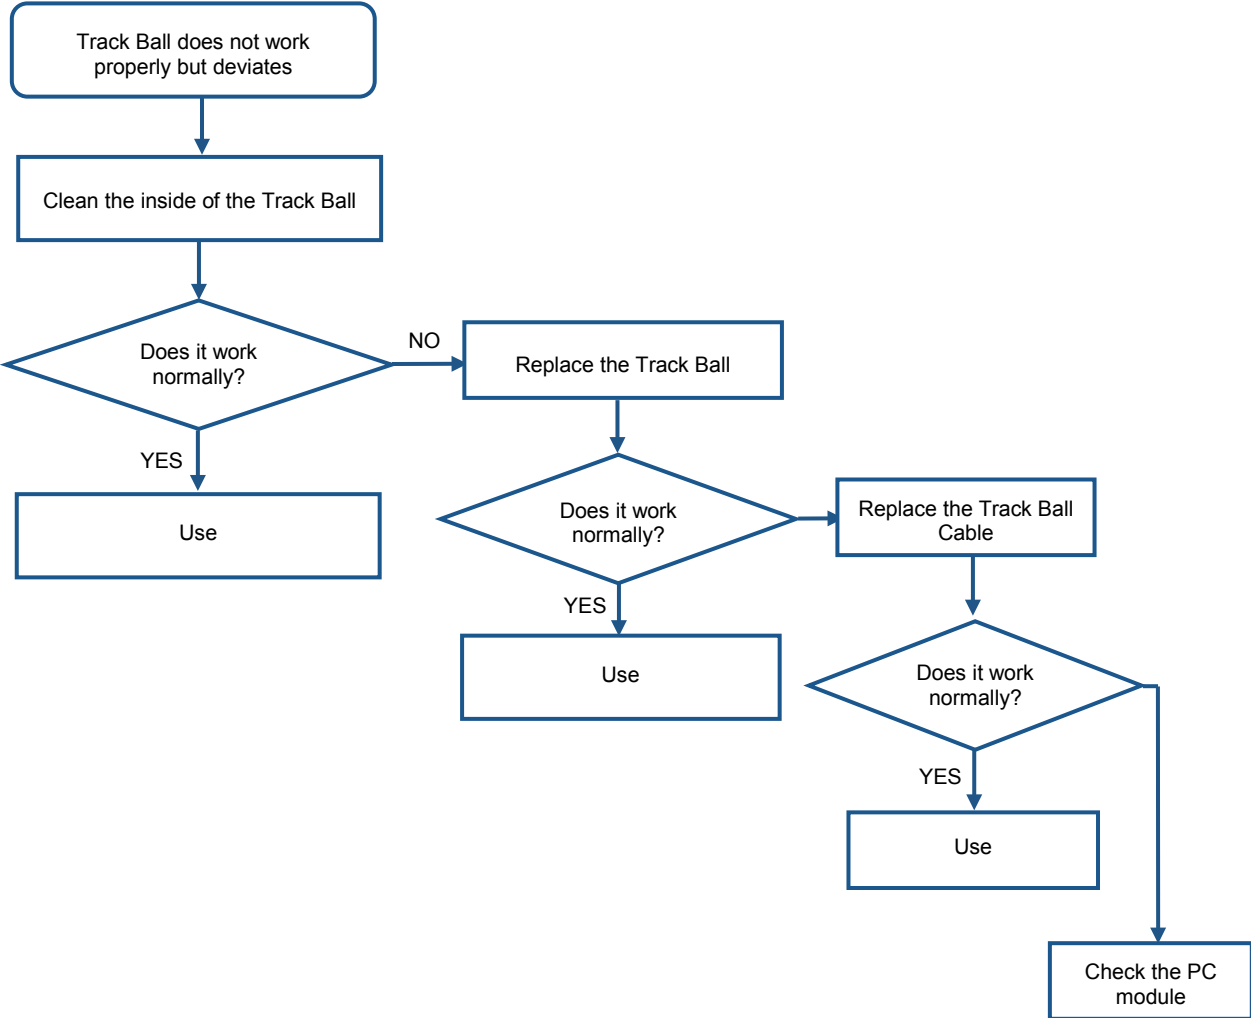 Track Ball does not work
properly but deviates
Clean the inside of the Track Ball
Does it work
normally?
NO
Replace the Track Ball
YES
Use
Does it work
normally?
Replace the Track Ball
Cable
YES
Use
Does it work
normally?
YES
Use
Check the PC
module